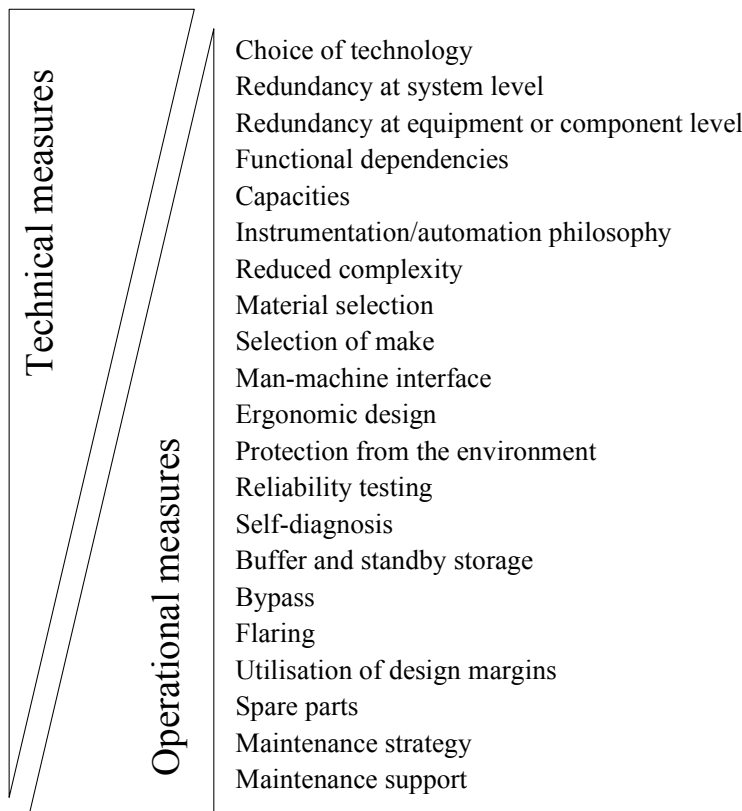 Technical measures
Operational measures
Choice of technology
Redundancy at system level
Redundancy at equipment or component level
Functional dependencies
Capacities
Instrumentation/automation philosophy
Reduced complexity
Material selection
Selection of make
Man-machine interface
Ergonomic design
Protection from the environment
Reliability testing
Self-diagnosis
Buffer and standby storage
Bypass
Flaring
Utilisation of design margins
Spare parts
Maintenance strategy
Maintenance support